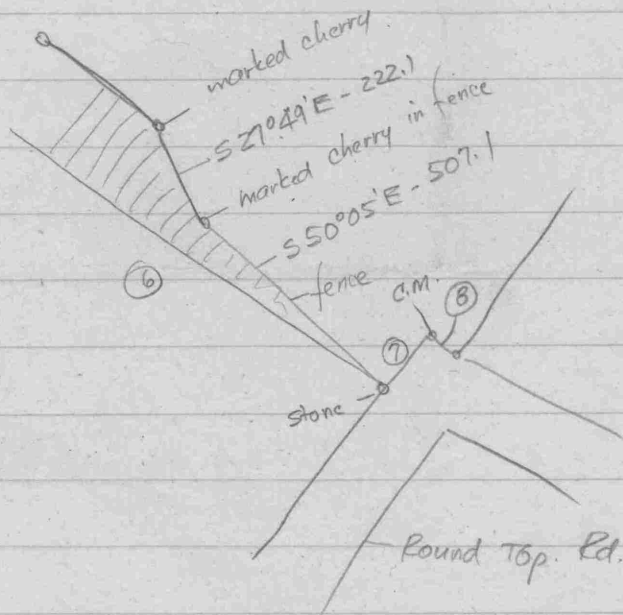 marked cherry
S 27°49'E - 222.1
marked cherry in fence
S 50°05'E - 507.1
fence
6
C.M.
8
7
stone
Round Top. Rd.